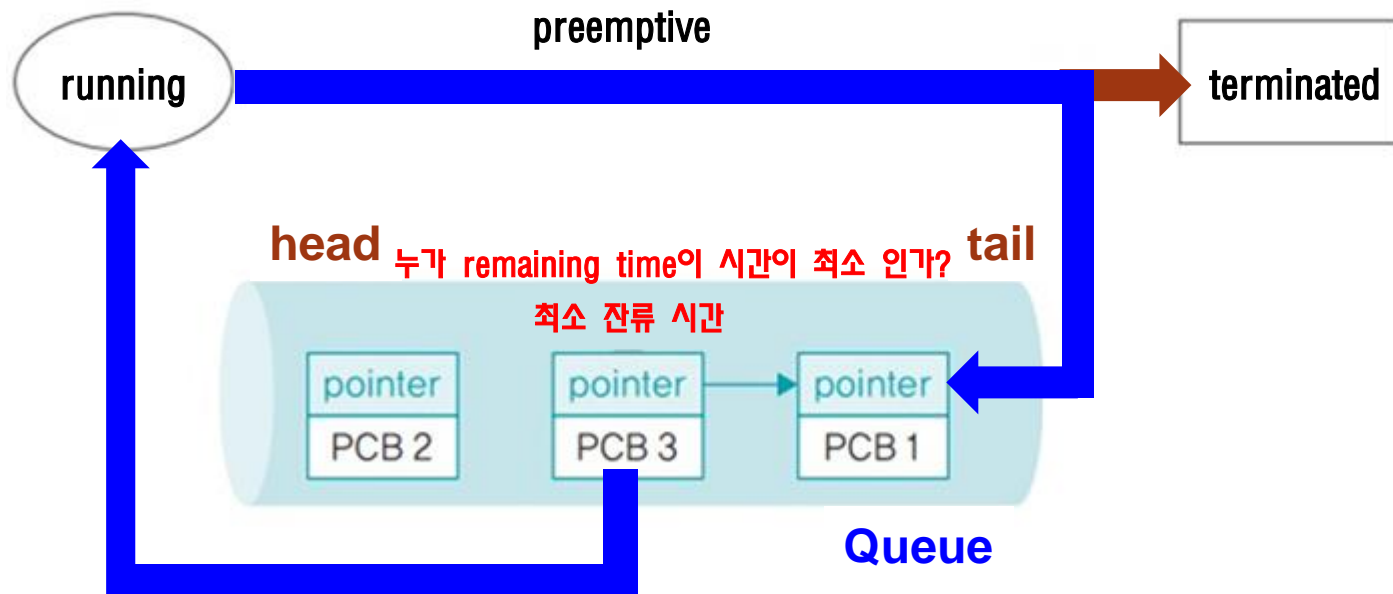 preemptive
running
terminated
head
누가 remaining time이 시간이 최소 인가?
tail
최소 잔류 시간
pointer
pointer
pointer
PCB 2
PCB 3
PCB 1
Queue